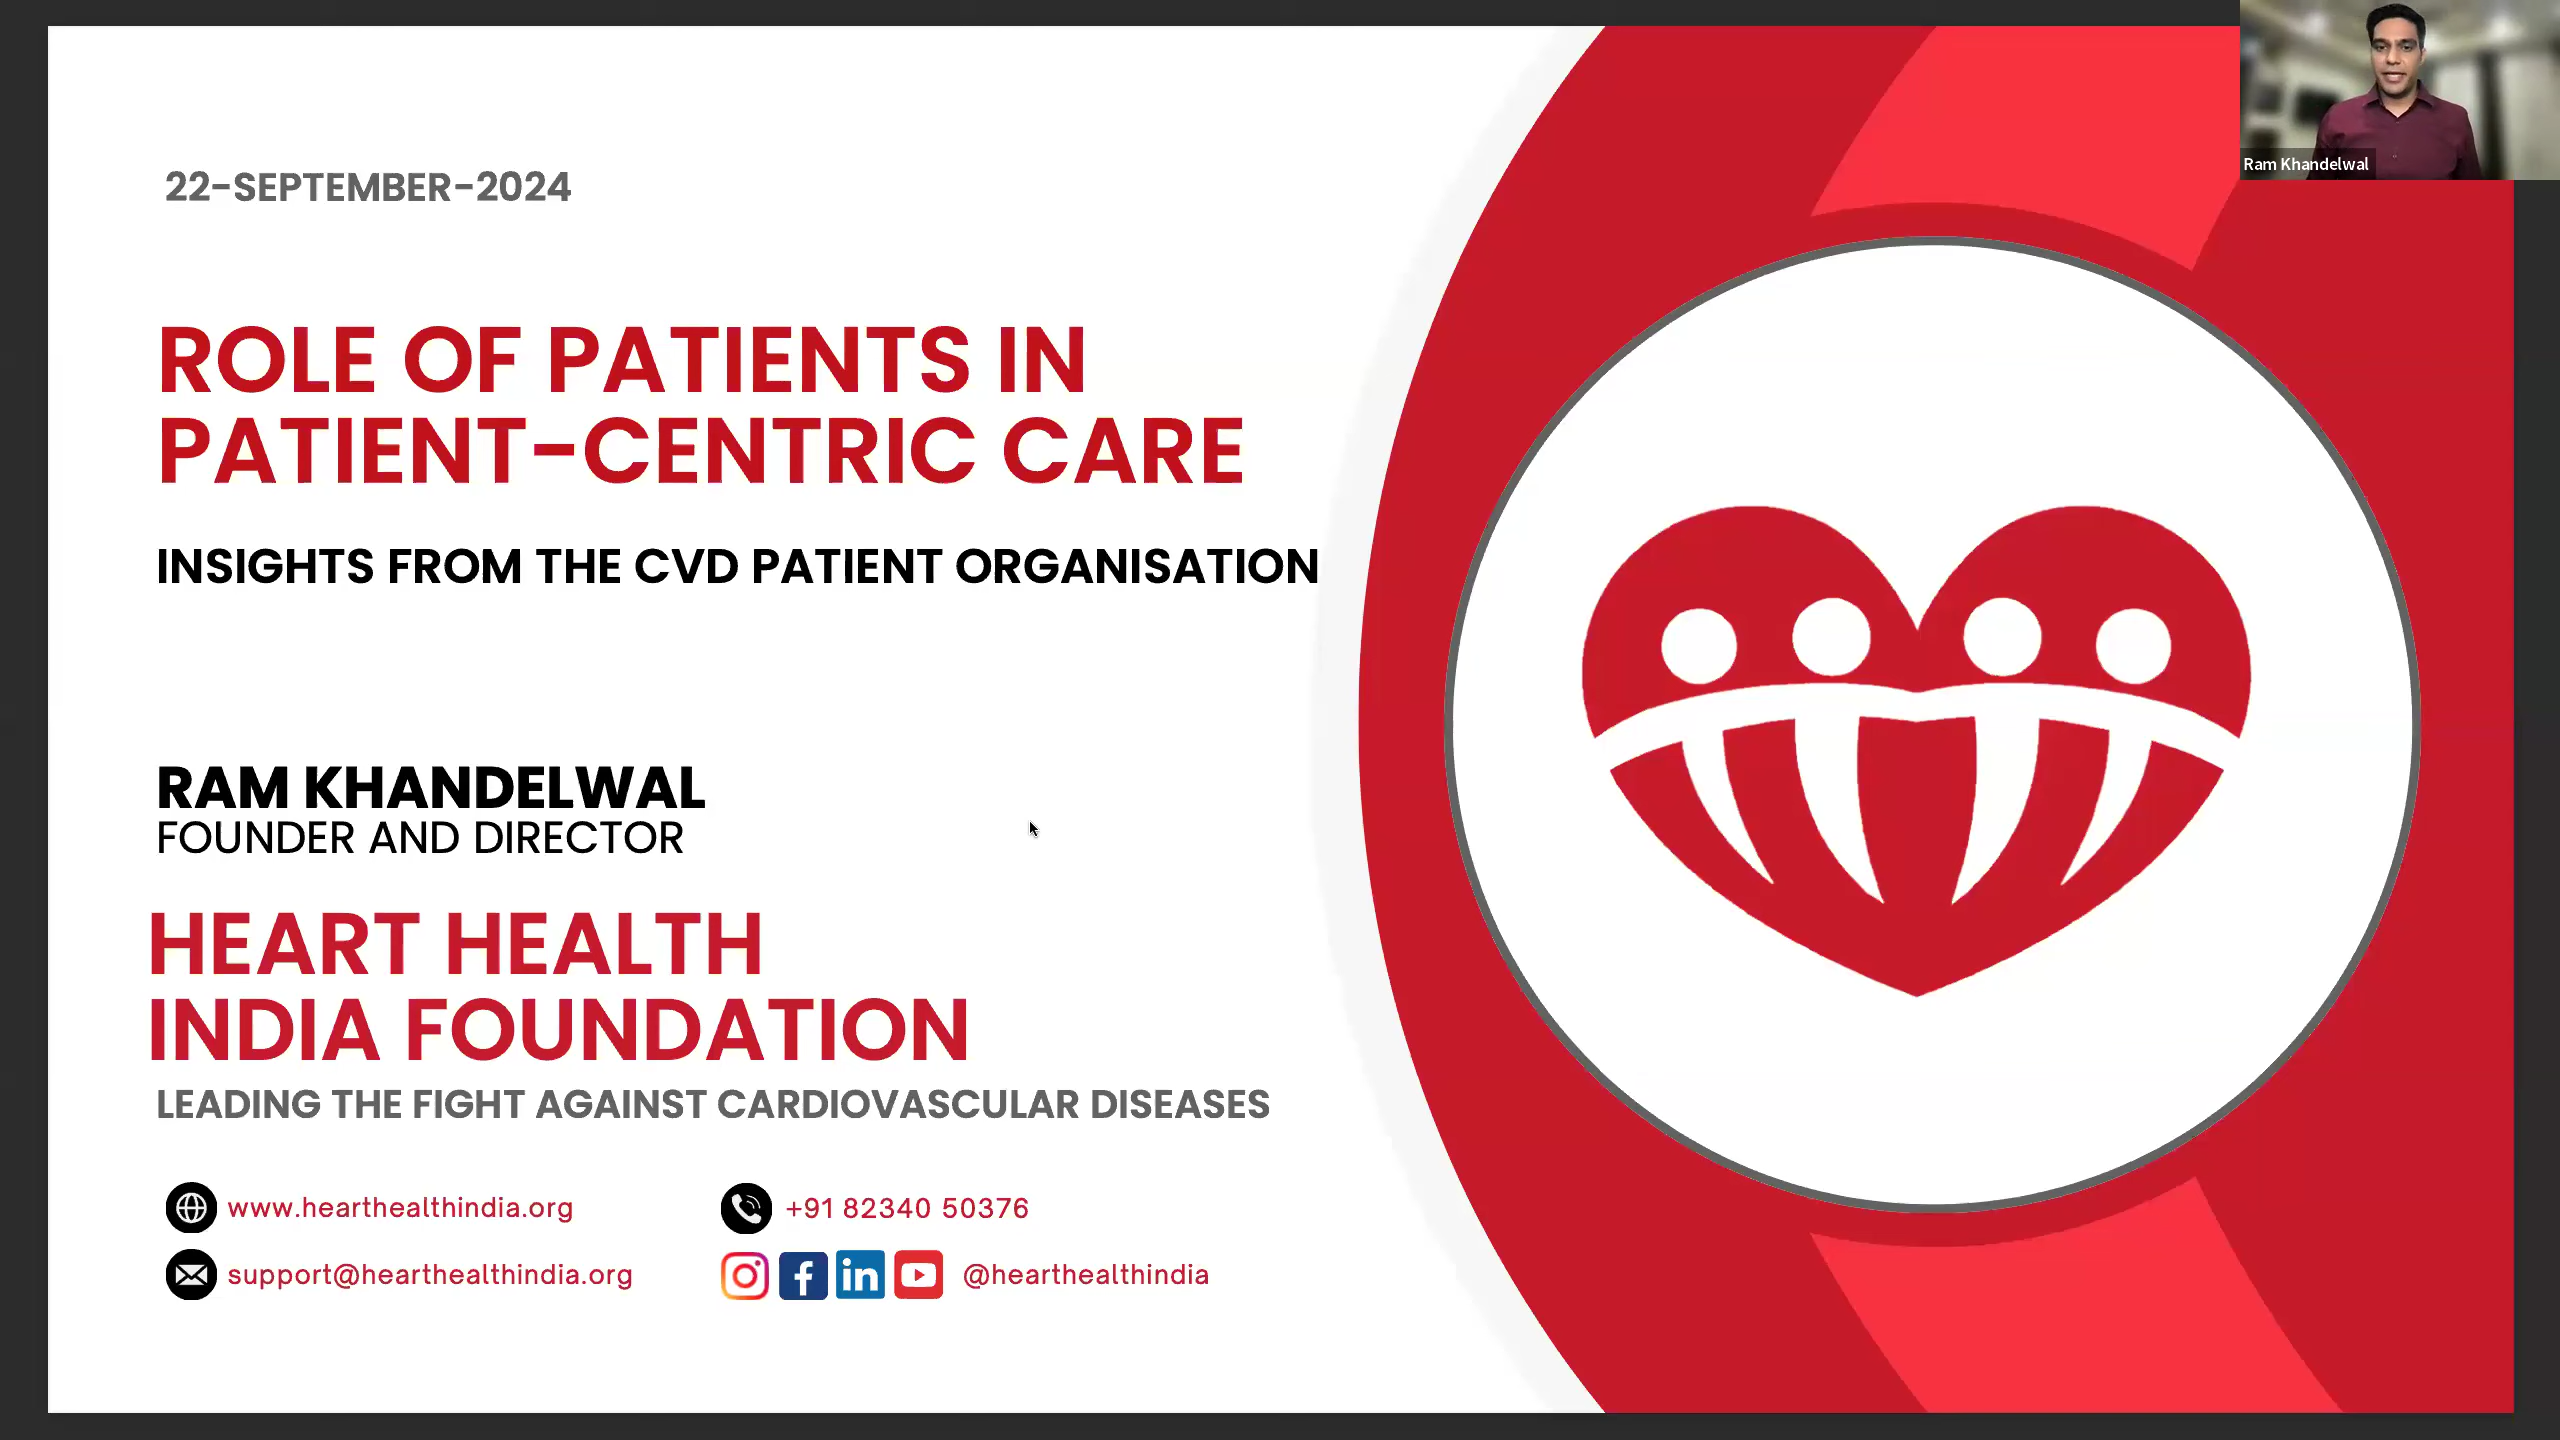 22-SEPTEMBER-2024
ROLE OF PATIENTS IN
PATIENT-CENTRIC CARE
INSIGHTS FROM THE CVD PATIENT ORGANISATION
RAM KHANDELWAL
FOUNDER AND DIRECTOR
HEART HEALTH
INDIA FOUNDATION
LEADING THE FIGHT AGAINST CARDIOVASCULAR DISEASES
www.hearthealthindia.org
+91 82340 50376
support@hearthealthindia.org
@hearthealthindia
Ram Khandelwal